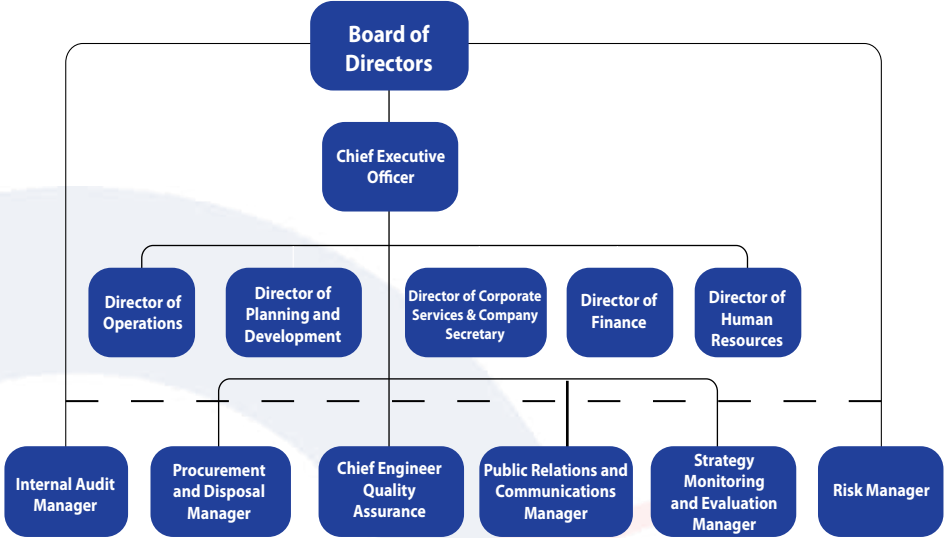 Board of
Directors
Chief Executive
Officer
Director of
Operations
Director of
Planning and
Development
Director of Corporate
Services & Company
Secretary
Director of
Finance
Director of
Human
Resources
Internal Audit
Manager
Procurement
and Disposal
Manager
Chief Engineer
Quality
Assurance
Public Relations and
Communications
Manager
Strategy
Monitoring
and Evaluation
Manager
Risk Manager